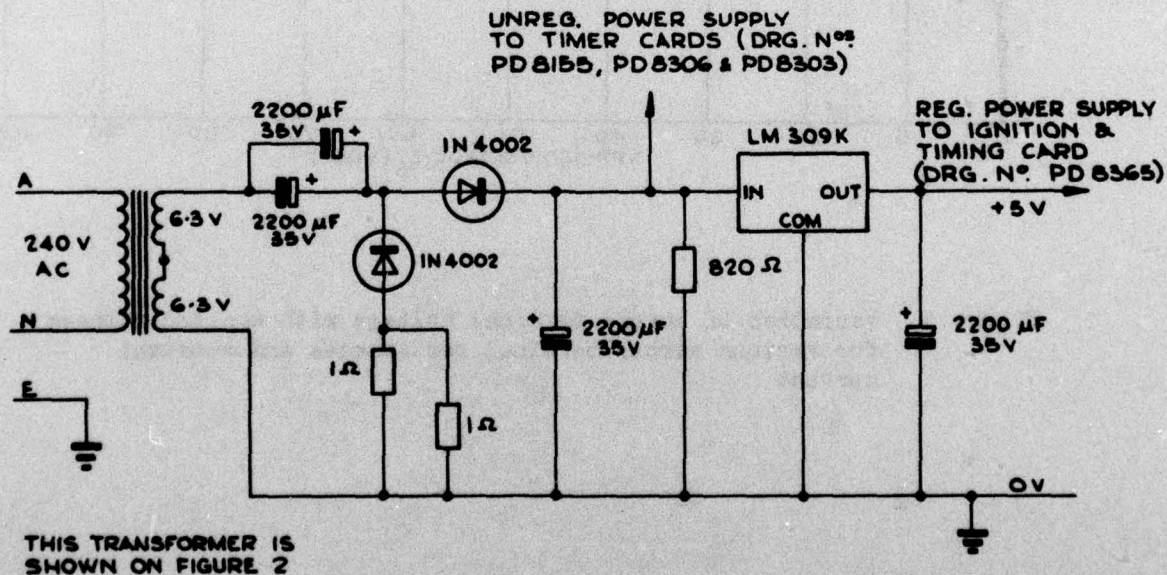 UNREG. POWER SUPPLY
TO TIMER CARDS (DRG. Nºˢ
PD 8155, PD 8306 & PD 8303)
2200 µF
35V
1N 4002
LM 309K
REG. POWER SUPPLY
TO IGNITION &
TIMING CARD
(DRG. Nº. PD 8365)
A
6·3 V
2200 µF
35V
IN
OUT
COM
+5 V
240 V
AC
1N 4002
820 Ω
N
6·3 V
1Ω
1Ω
2200 µF
35V
2200 µF
35V
E
0V
THIS TRANSFORMER IS
SHOWN ON FIGURE 2